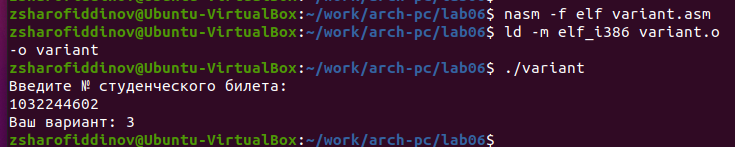 zsharofiddinov@Ubuntu-VirtualBox:~/work/arch-pc/lab06$ nasm -f elf variant.asm
zsharofiddinov@Ubuntu-VirtualBox:~/work/arch-pc/lab06$ ld -m elf_i386 variant.o
-o variant
zsharofiddinov@Ubuntu-VirtualBox:~/work/arch-pc/lab06$ ./variant
Введите № студенческого билета:
1032244602
Ваш вариант: 3
zsharofiddinov@Ubuntu-VirtualBox:~/work/arch-pc/lab06$